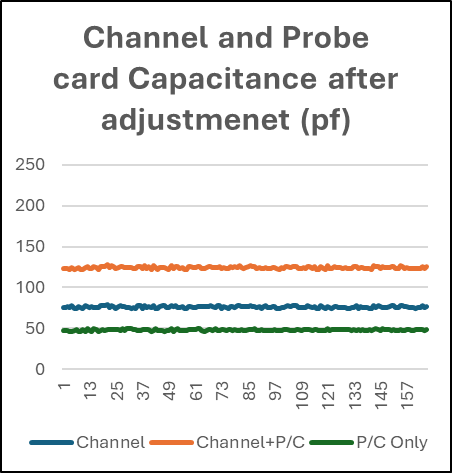 Channel and Probe
card Capacitance after
adjustmenet (pf)
250
200
150
100
50
0
1 13 25 37 49 61 73 85 97 109 121 133 145 157
Channel Channel+P/C P/C Only